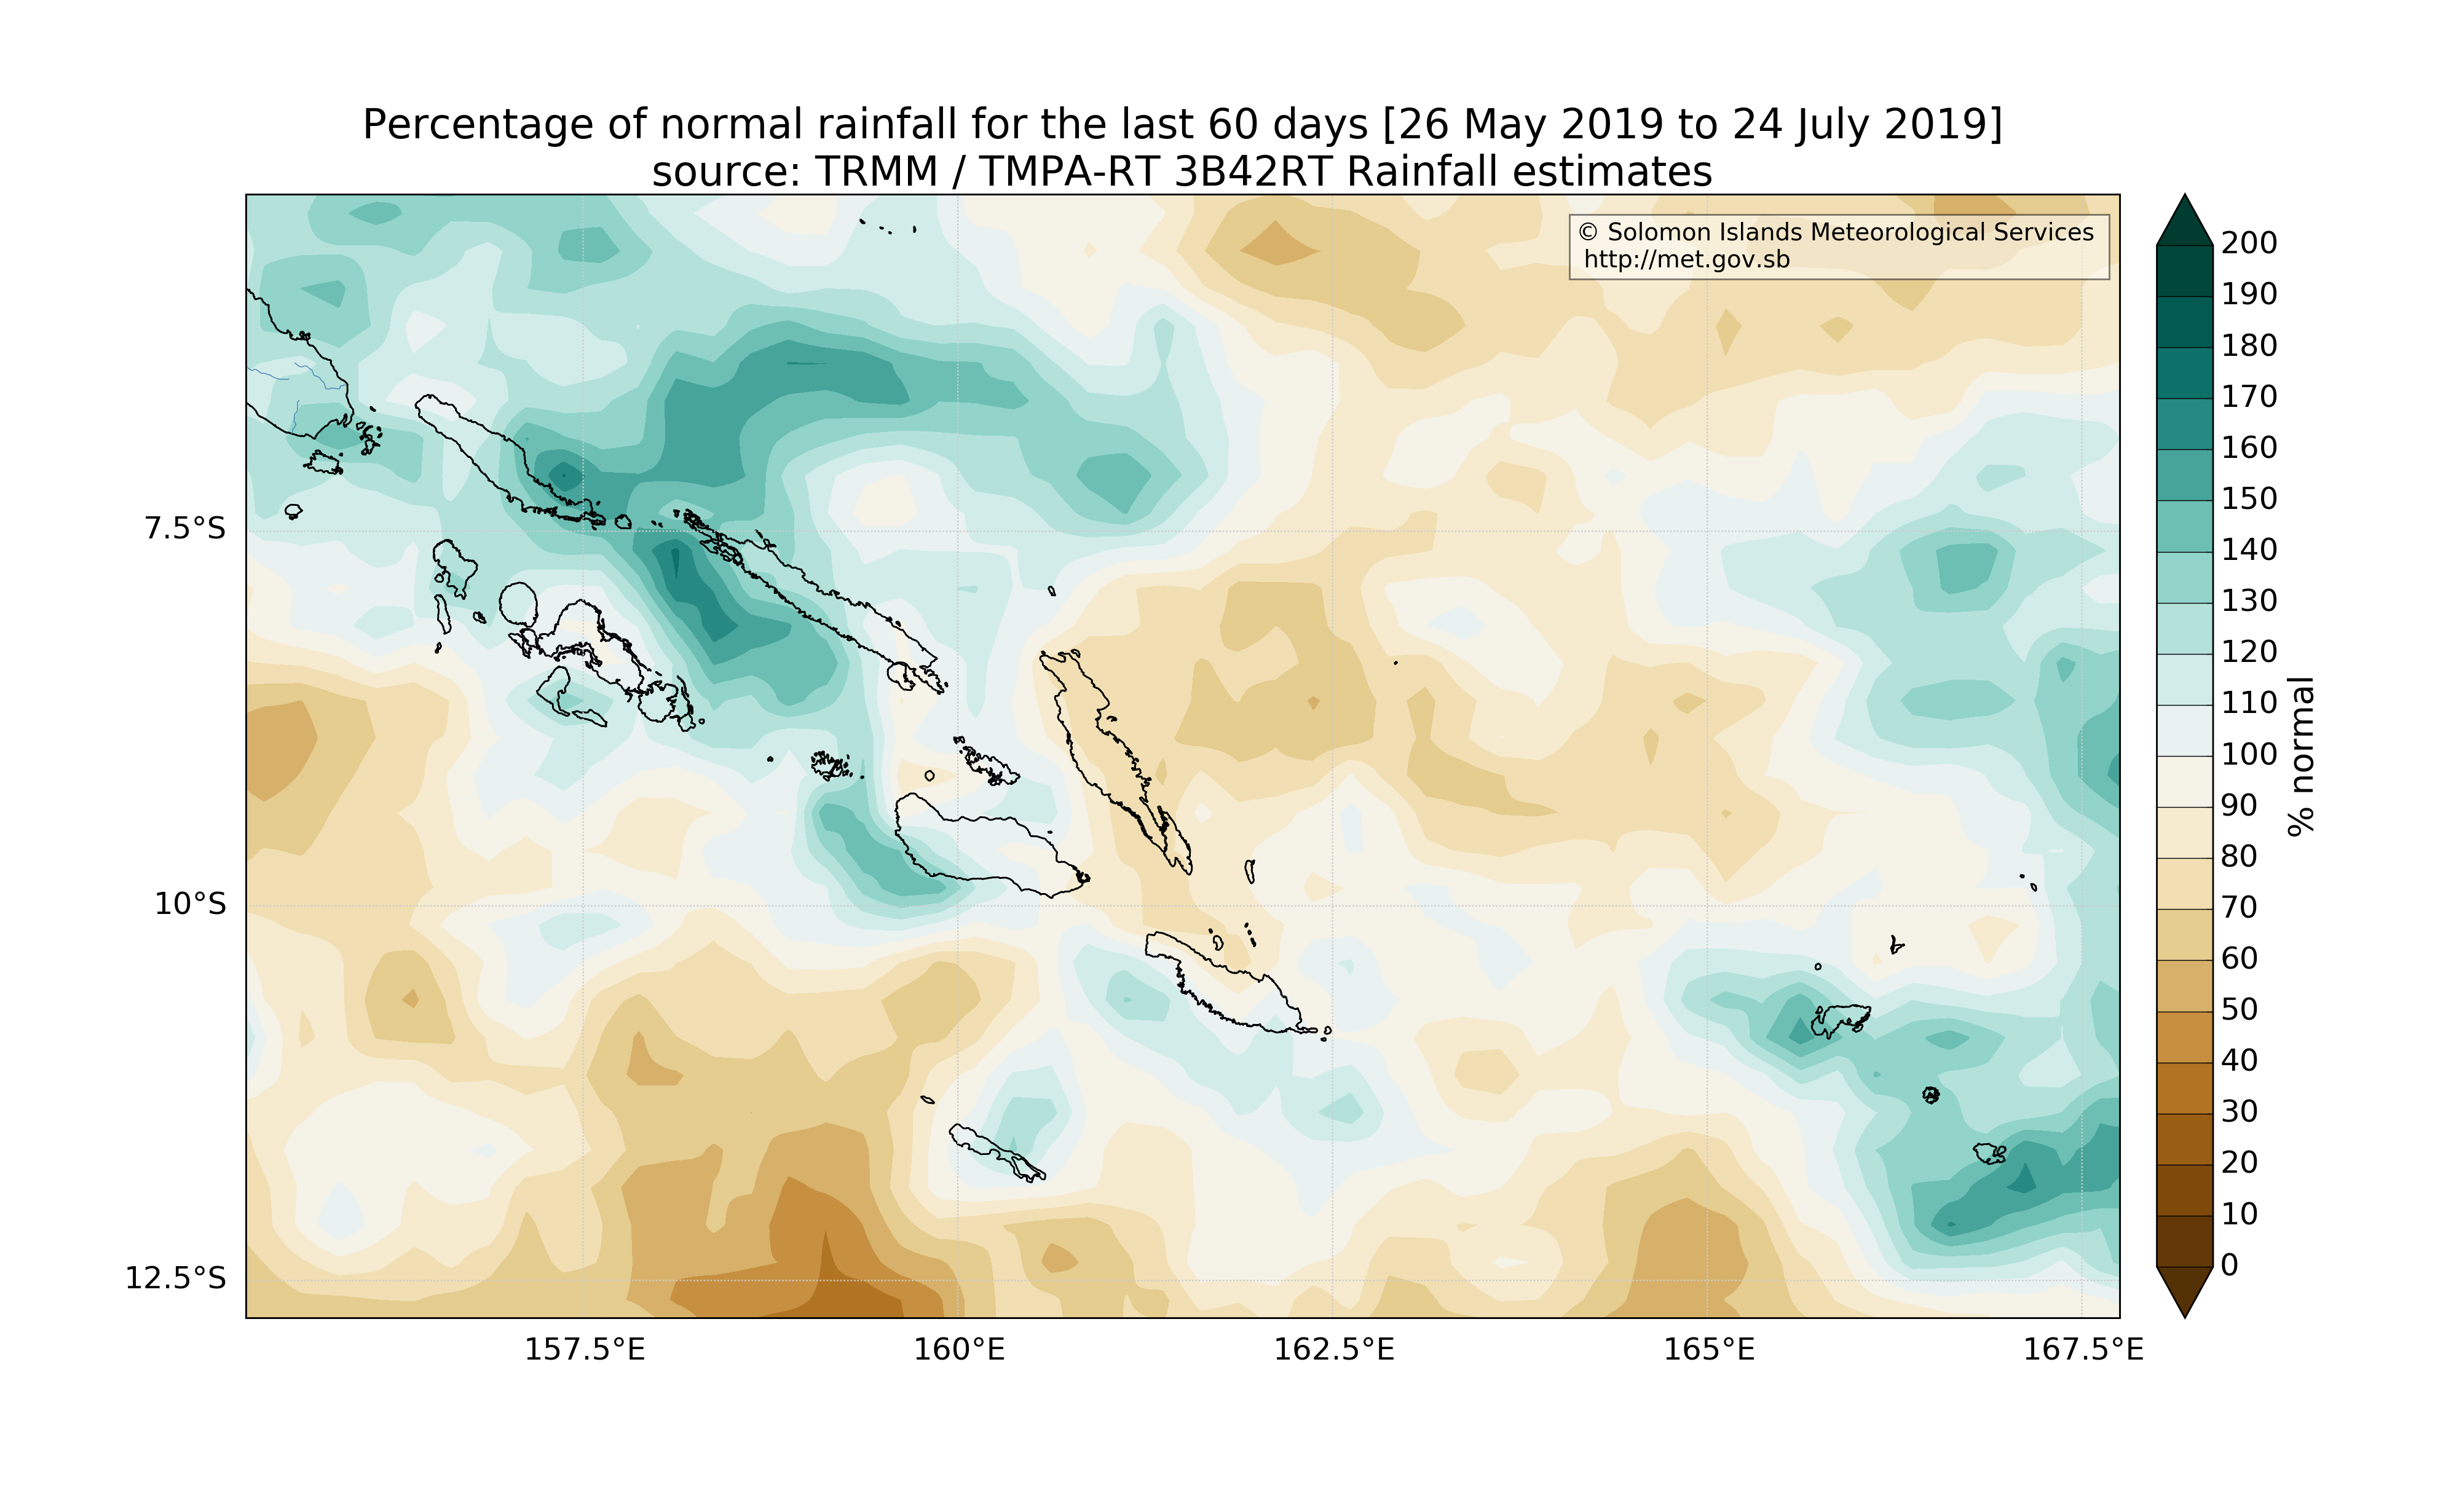 Percentage of normal rainfall for the last 60 days [26 May 2019 to 24 July 2019]
source: TRMM / TMPA-RT 3B42RT Rainfall estimates
© Solomon Islands Meteorological Services
http://met.gov.sb
7.5°S
10°S
12.5°S
157.5°E
160°E
162.5°E
165°E
167.5°E
200
190
180
170
160
150
140
130
120
110
100
90
80
70
60
50
40
30
20
10
0
% normal